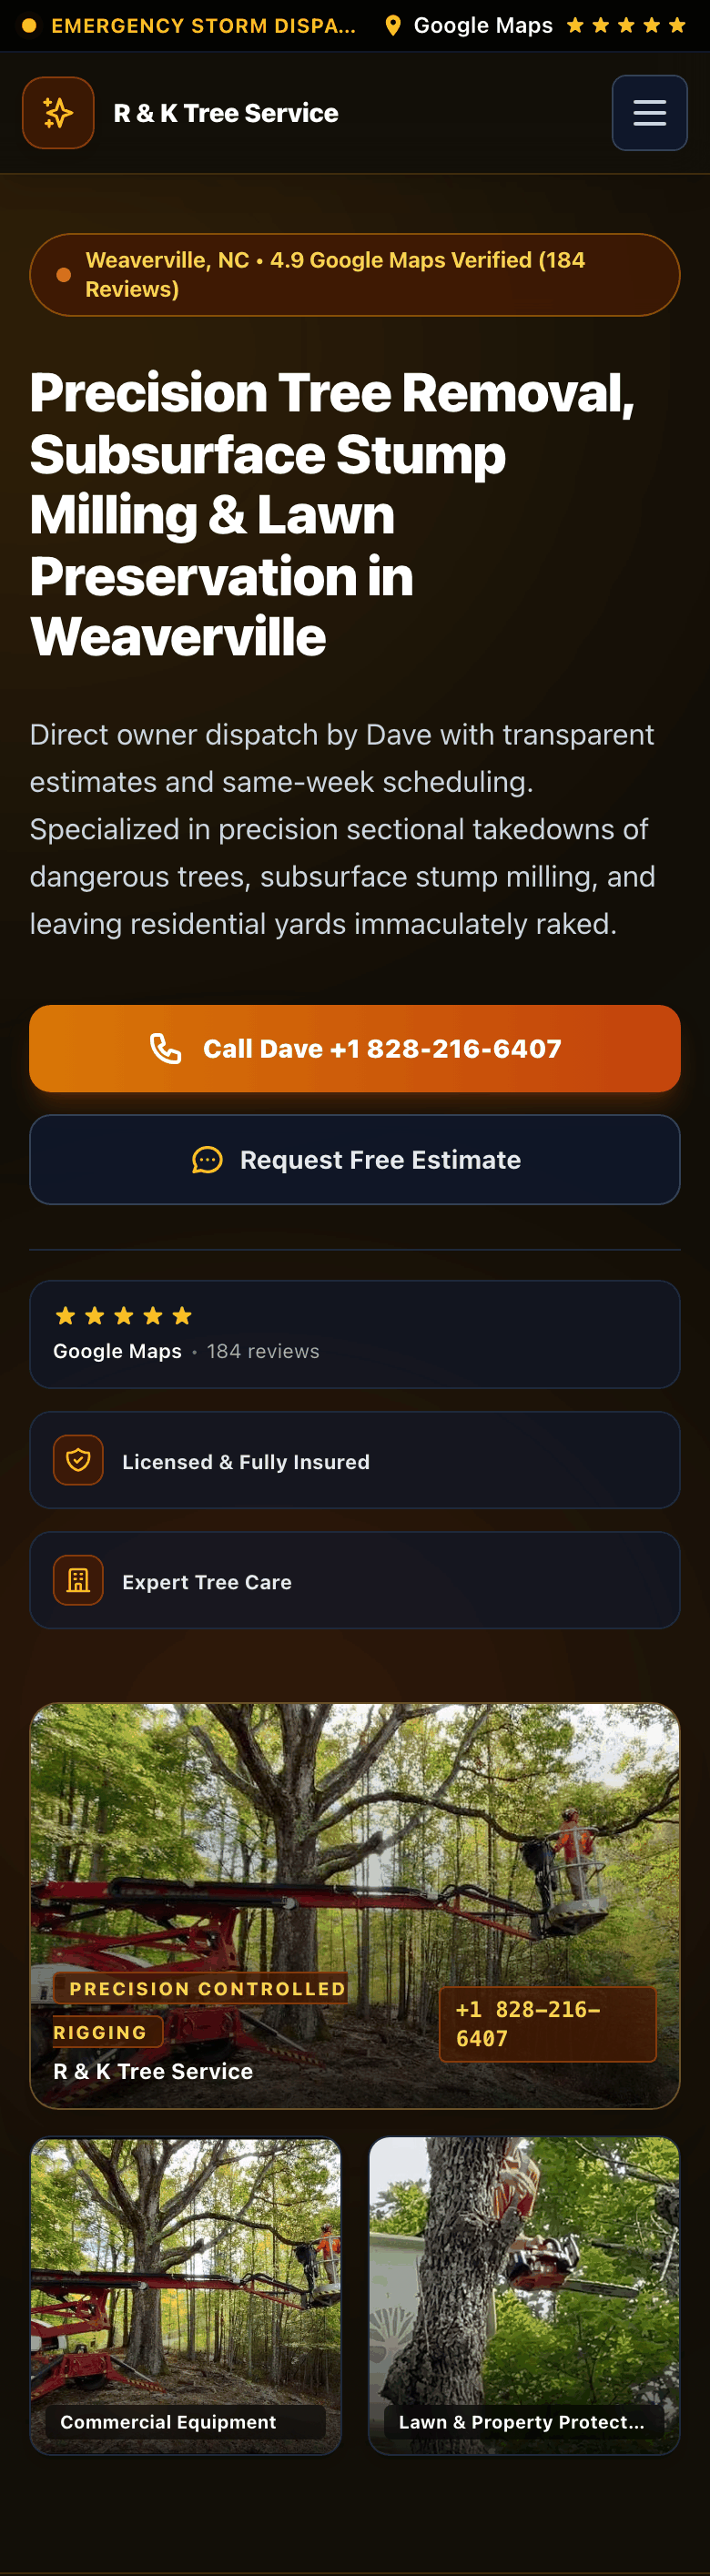 EMERGENCY STORM DISPA...
Google Maps
R & K Tree Service
Weaverville, NC • 4.9 Google Maps Verified (184
Reviews)
Precision Tree Removal,
Subsurface Stump
Milling & Lawn
Preservation in
Weaverville
Direct owner dispatch by Dave with transparent
estimates and same-week scheduling.
Specialized in precision sectional takedowns of
dangerous trees, subsurface stump milling, and
leaving residential yards immaculately raked.
Call Dave +1 828-216-6407
Request Free Estimate
Google Maps • 184 reviews
Licensed & Fully Insured
Expert Tree Care
PRECISION CONTROLLED
RIGGING
R & K Tree Service
+1 828-216-
6407
Commercial Equipment
Lawn & Property Protect...